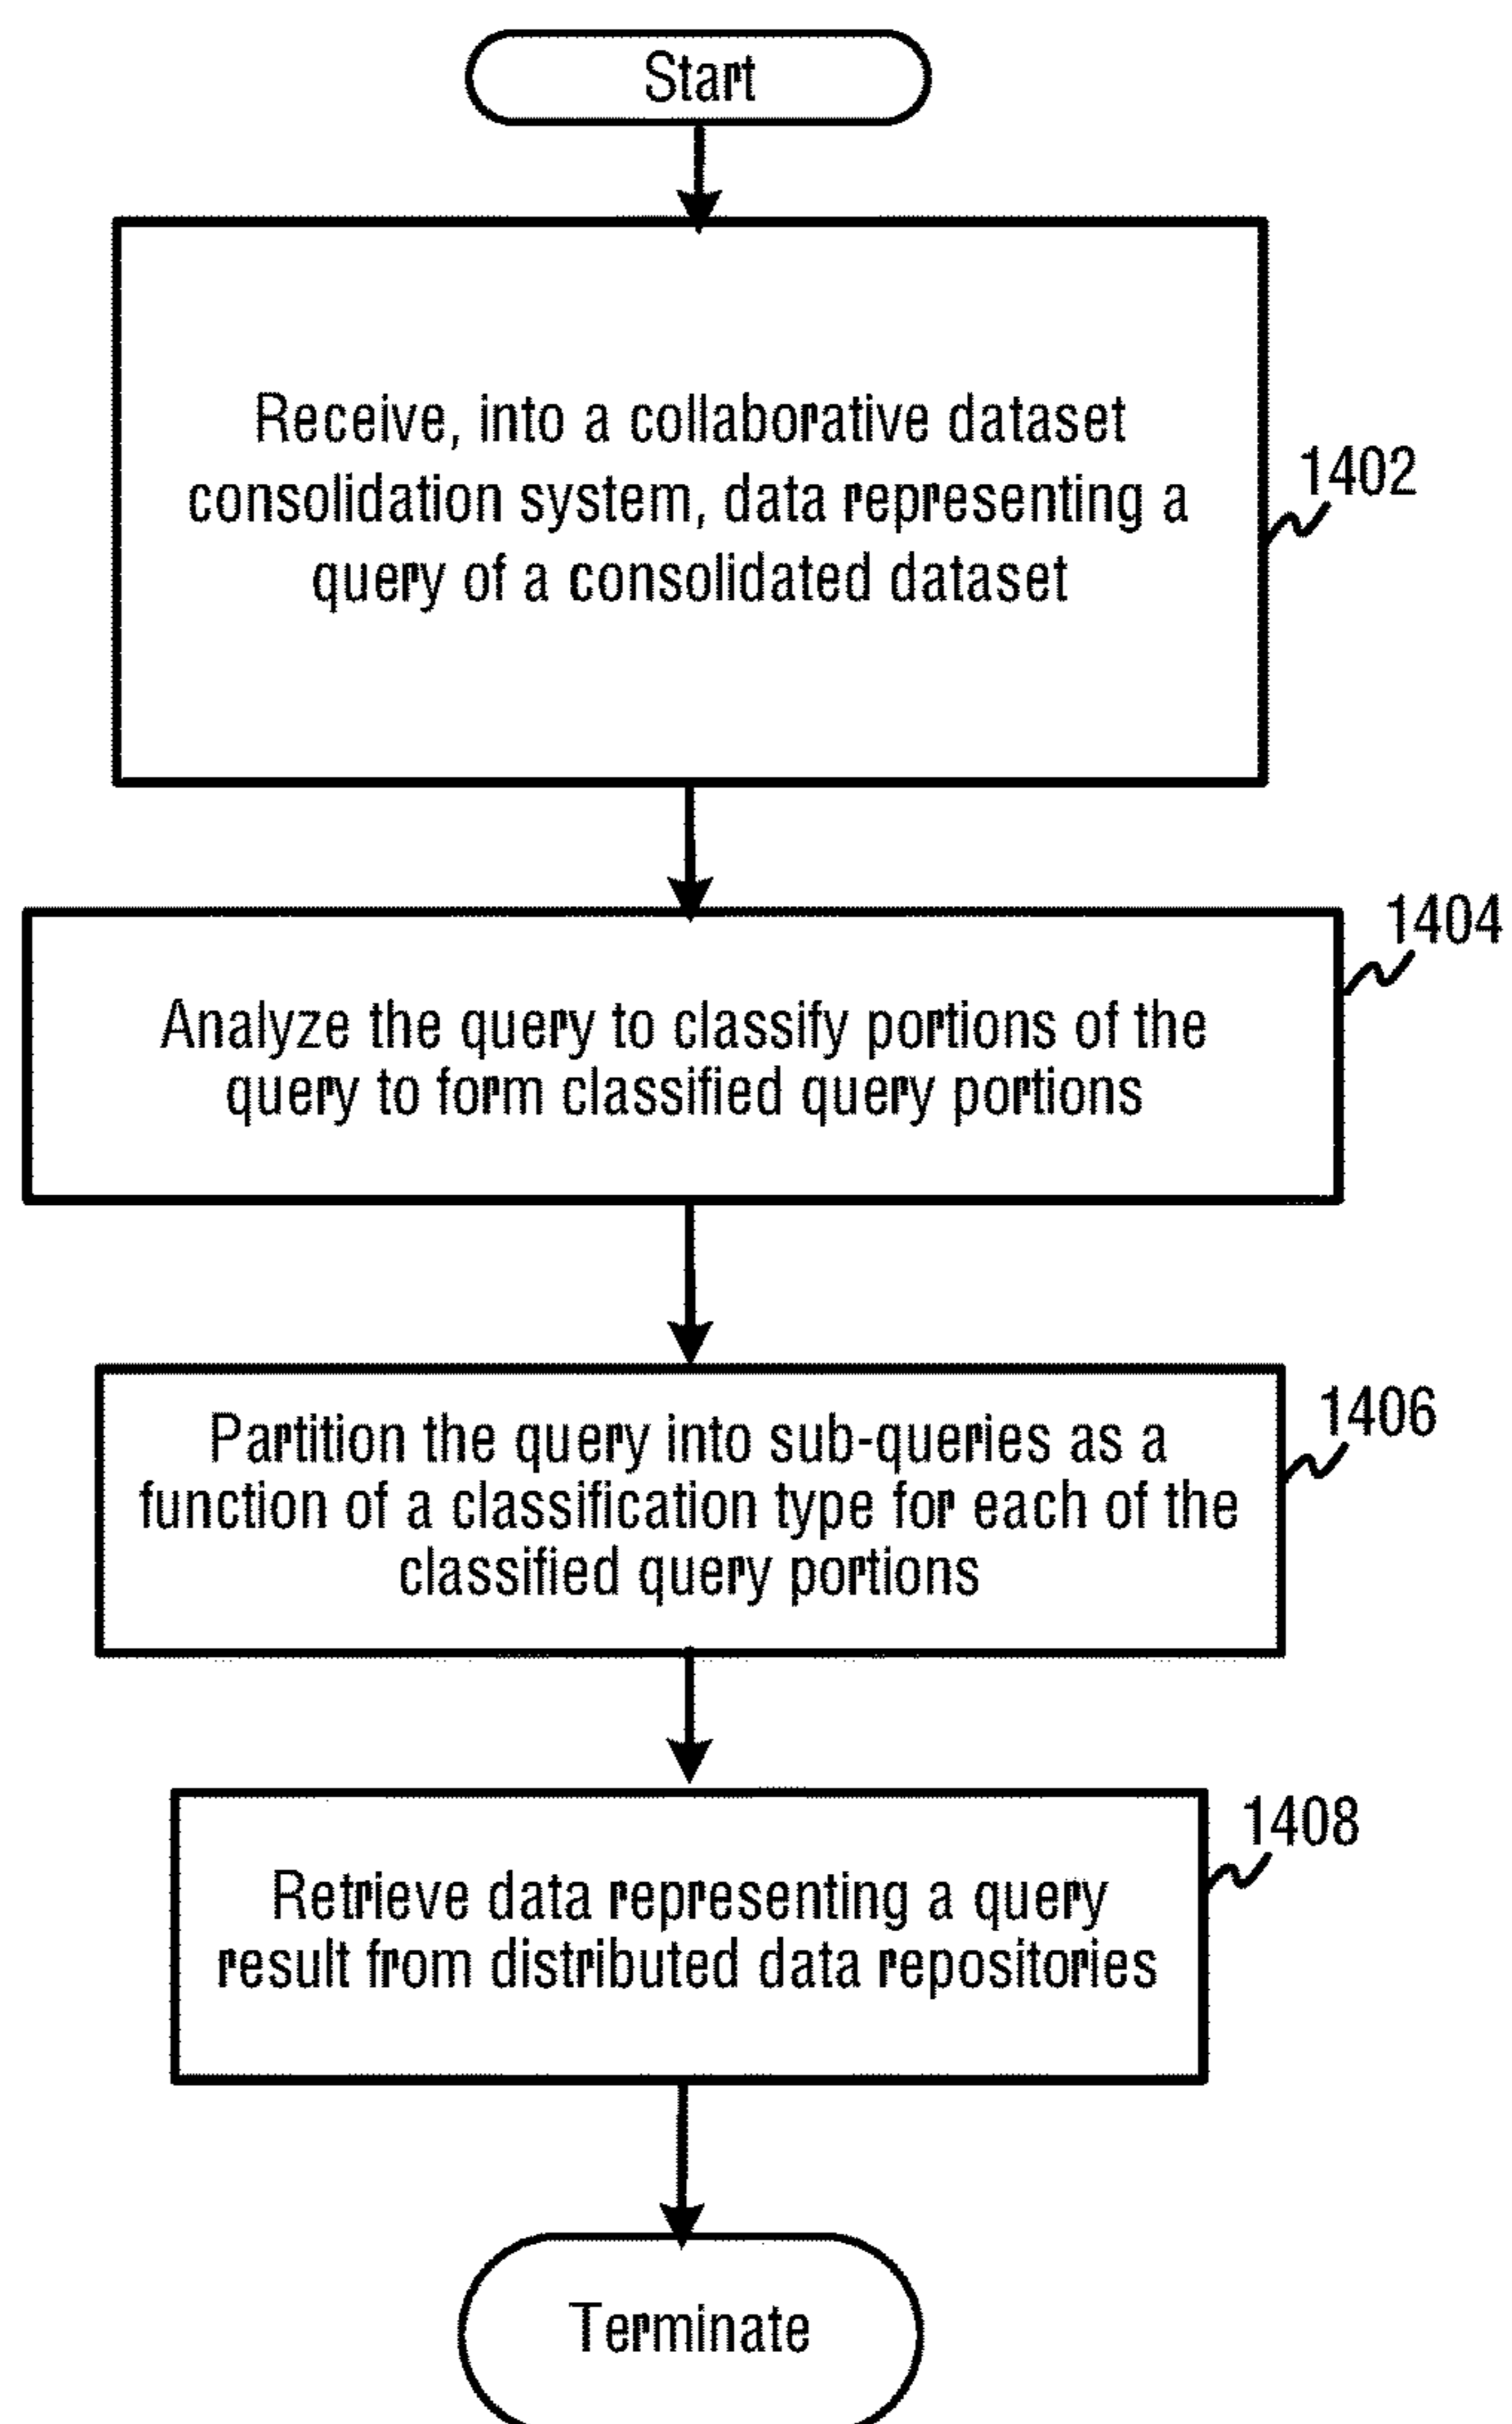 Start
Receive, into a collaborative dataset
consolidation system, data representing a
query of a consolidated dataset
1402
1404
Analyze the query to classify portions of the
query to form classified query portions
1406
Partition the query into sub-queries as a
function of a classification type for each of the
classified query portions
1408
Retrieve data representing a query
result from distributed data repositories
Terminate